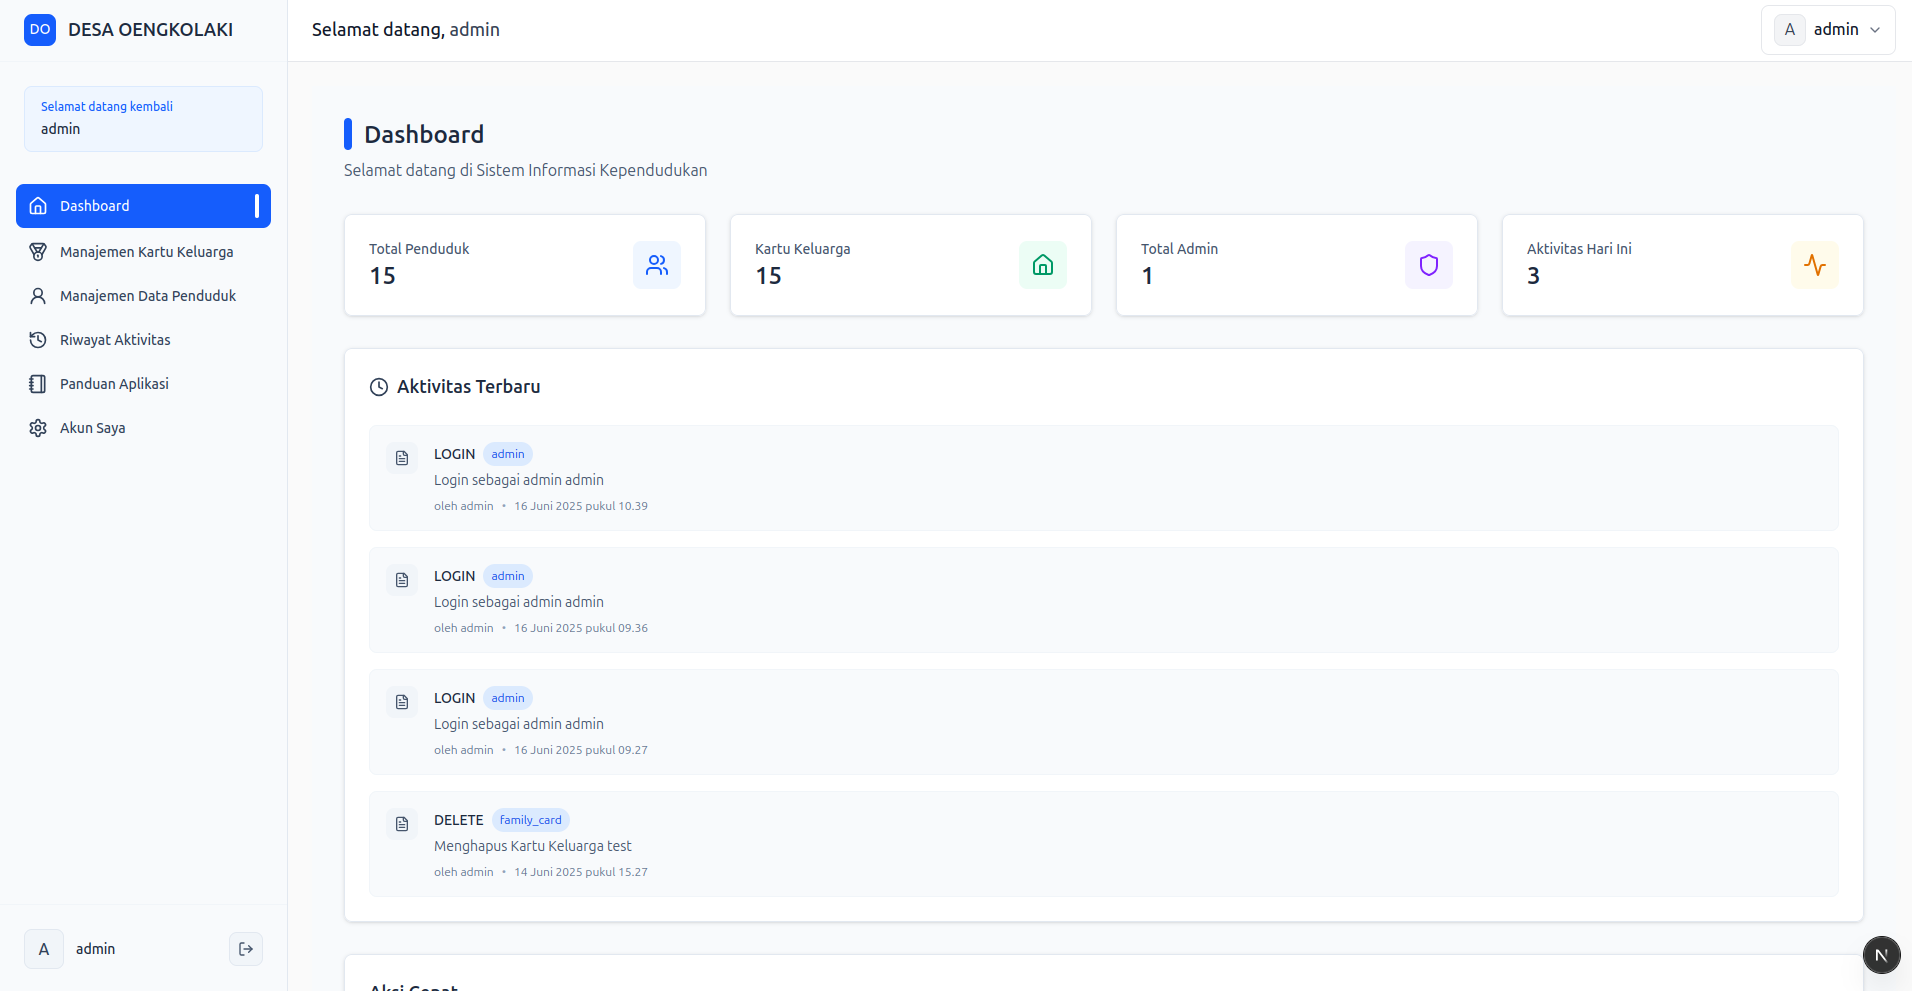 DO DESA OENGKOLAKI
Selamat datang kembali
admin
Dashboard
Manajemen Kartu Keluarga
Manajemen Data Penduduk
Riwayat Aktivitas
Panduan Aplikasi
Akun Saya
A admin
Selamat datang, admin
A admin
Dashboard
Selamat datang di Sistem Informasi Kependudukan
Total Penduduk
15
Kartu Keluarga
15
Total Admin
1
Aktivitas Hari Ini
3
Aktivitas Terbaru
LOGIN admin
Login sebagai admin admin
oleh admin • 16 Juni 2025 pukul 10.39
LOGIN admin
Login sebagai admin admin
oleh admin • 16 Juni 2025 pukul 09.36
LOGIN admin
Login sebagai admin admin
oleh admin • 16 Juni 2025 pukul 09.27
DELETE family_card
Menghapus Kartu Keluarga test
oleh admin • 14 Juni 2025 pukul 15.27
Aksi Cepat
N